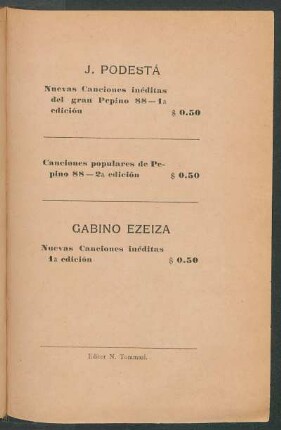 J. PODESTÁ
Nuevas Canciones inéditas
del gran Pepino 88—1a
edición $ 0.50
Canciones populares de Pe-
pino 88—2a edición $ 0.50
GABINO EZEIZA
Nuevas Canciones inéditas
1a edición $ 0.50
Editor N. Tommasi.